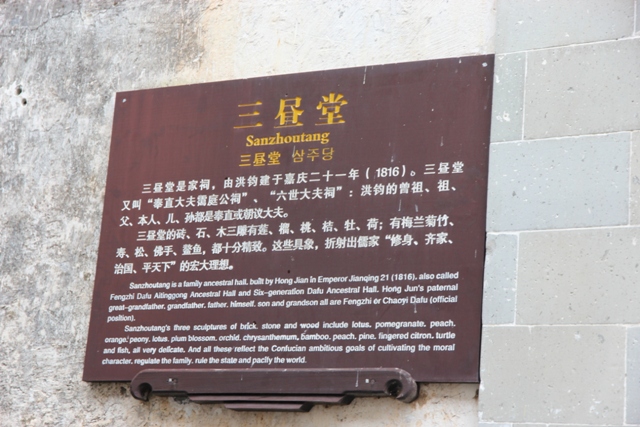 三昼堂
Sanzhoutang
三昼堂 삼주당
三昼堂是家祠，由洪钧建于嘉庆二十一年（1816）。三昼堂
又叫“奉直大夫霭庭公祠”、“六世大夫祠”：洪钧的曾祖、祖、
父、本人、儿、孙都是奉直或朝议大夫。
三昼堂的砖、石、木三雕有莲、榴、桃、桔、牡、荷；有梅兰菊竹、
寿、松、佛手、鳌鱼，都十分精致。这些具象，折射出儒家“修身、齐家、
治国、平天下”的宏大理想。
Sanzhoutang is a family ancestral hall, built by Hong Jian in Emperor Jianqing 21 (1816), also called
Fengzhi Dafu Aitinggong Ancestral Hall and Six-generation Dafu Ancestral Hall. Hong Jun's paternal
great-grandfather, grandfather, father, himself, son and grandson all are Fengzhi or Chaoyi Dafu (official
position).
Sanzhoutang's three sculptures of brick, stone and wood include lotus, pomegranate, peach,
orange, peony, lotus, plum blossom, orchid, chrysanthemum, bamboo, peach, pine, fingered citron, turtle
and fish, all very delicate. And all these reflect the Confucian ambitious goals of cultivating the moral
character, regulate the family, rule the state and pacify the world.